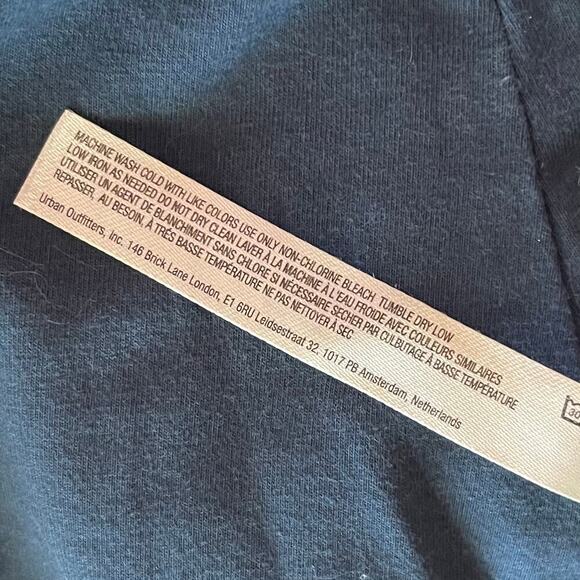 MACHINE WASH COLD WITH LIKE COLORS USE ONLY NON-CHLORINE BLEACH TUMBLE DRY LOW
LOW IRON AS NEEDED DO NOT DRY CLEAN LAVER À LA MACHINE À L'EAU FROIDE AVEC COULEURS SIMILAIRES
UTILISER UN AGENT DE BLANCHIMENT SANS CHLORE SI NÉCESSAIRE SÉCHER PAR CULBUTAGE À BASSE TEMPÉRATURE
REPASSER, AU BESOIN, À TRÈS BASSE TEMPÉRATURE NE PAS NETTOYER À SEC
Urban Outfitters, Inc. 146 Brick Lane London, E1 6RU Leidsestraat 32, 1017 PB Amsterdam, Netherlands
30